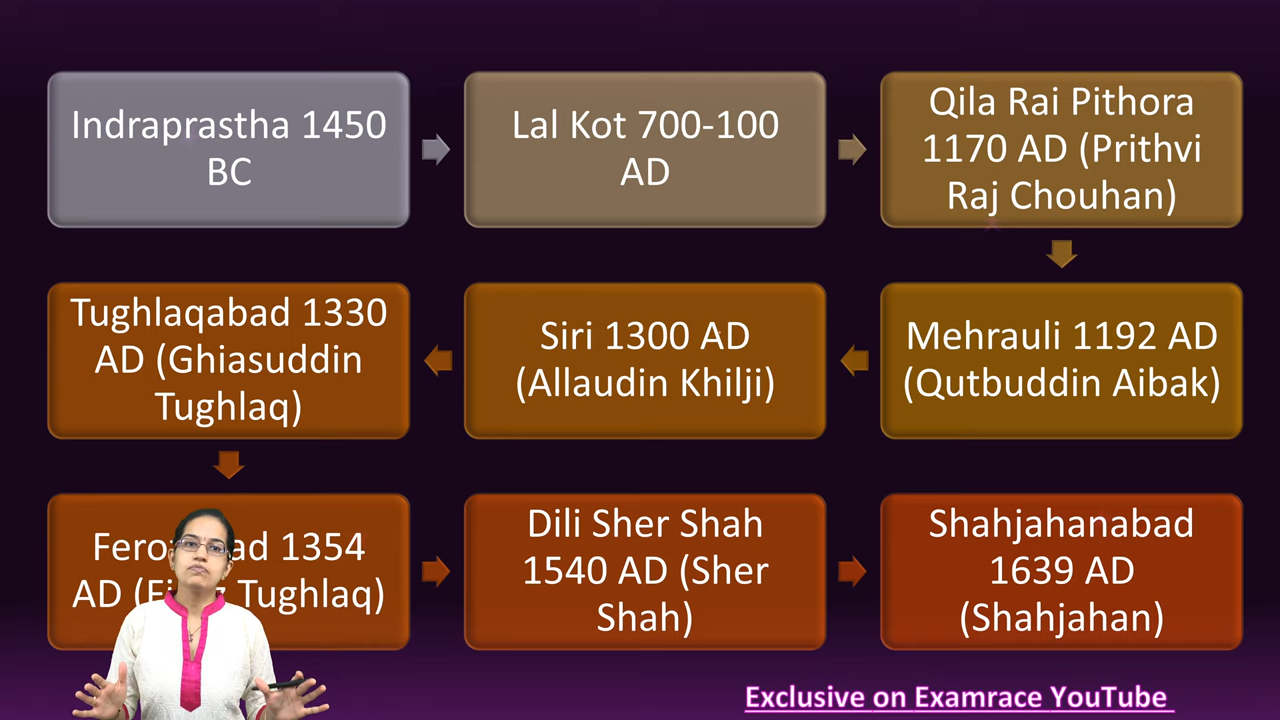 Indraprastha 1450
BC
Lal Kot 700-100
AD
Qila Rai Pithora
1170 AD (Prithvi
Raj Chouhan)
Mehrauli 1192 AD
(Qutbuddin Aibak)
Siri 1300 AD
(Allaudin Khilji)
Tughlaqabad 1330
AD (Ghiasuddin
Tughlaq)
1354
AD Tughlaq)
Dili Sher Shah
1540 AD (Sher
Shah)
Shahjahanabad
1639 AD
(Shahjahan)
Exclusive on Examrace YouTube